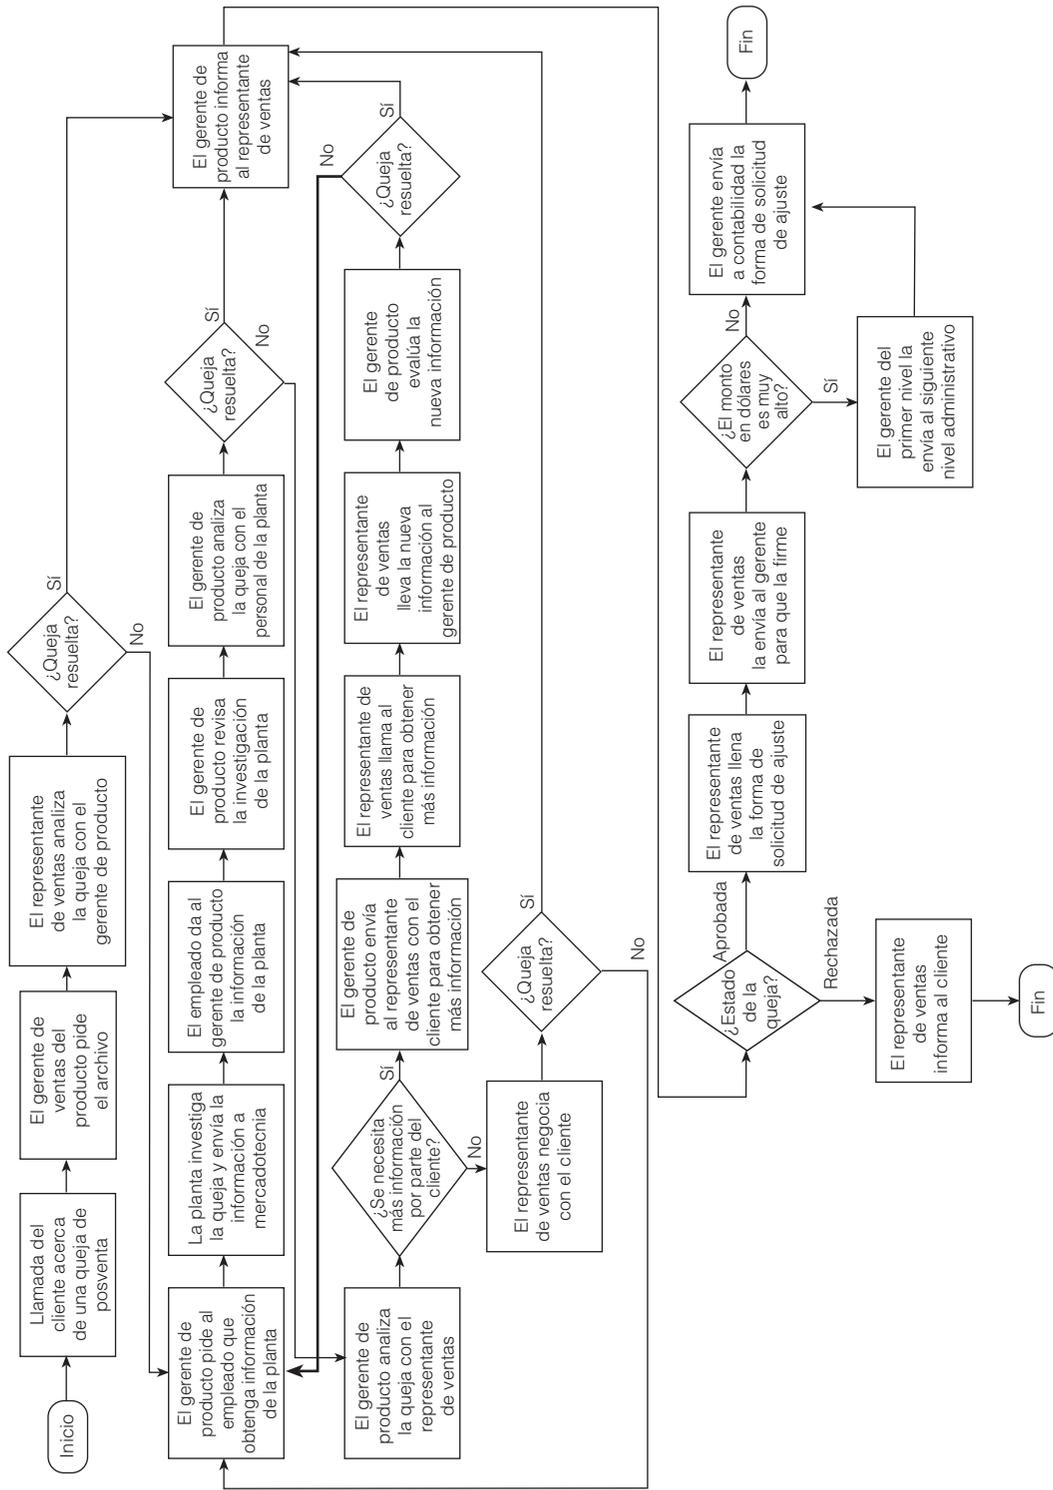 Inicio
Llamada del
cliente acerca
de una queja de
posventa
El gerente de
ventas del
producto pide
el archivo
El representante
de ventas analiza
la queja con el
gerente de producto
¿Queja
resuelta?
Sí
No
El gerente de
producto pide al
empleado que
obtenga información
de la planta
La planta investiga
la queja y envía la
información a
mercadotecnia
El empleado da al
gerente de producto
la información
de la planta
El gerente de
producto revisa
la investigación
de la planta
El gerente de
producto analiza
la queja con el
personal de la planta
¿Queja
resuelta?
Sí
No
El gerente de
producto informa
al representante
de ventas
El gerente de
producto analiza
la queja con el
representante
de ventas
¿Se necesita
más información
por parte del
cliente?
Sí
No
El gerente de
producto envía
al representante
de ventas con el
cliente para obtener
más información
El representante de
ventas llama al
cliente para obtener
más información
El representante
de ventas
lleva la nueva
información al
gerente de producto
El gerente
de producto
evalúa la
nueva información
¿Queja
resuelta?
Sí
No
El representante
de ventas negocia
con el cliente
¿Queja
resuelta?
Sí
No
¿Estado
de la
queja?
Aprobada
Rechazada
El representante
de ventas llena
la forma de
solicitud de ajuste
El representante
de ventas
la envía al gerente
para que la firme
¿El monto
en dólares
es muy
alto?
No
Sí
El gerente envía
a contabilidad la
forma de solicitud
de ajuste
Fin
El gerente del
primer nivel la
envía al siguiente
nivel administrativo
El representante
de ventas
informa al cliente
Fin